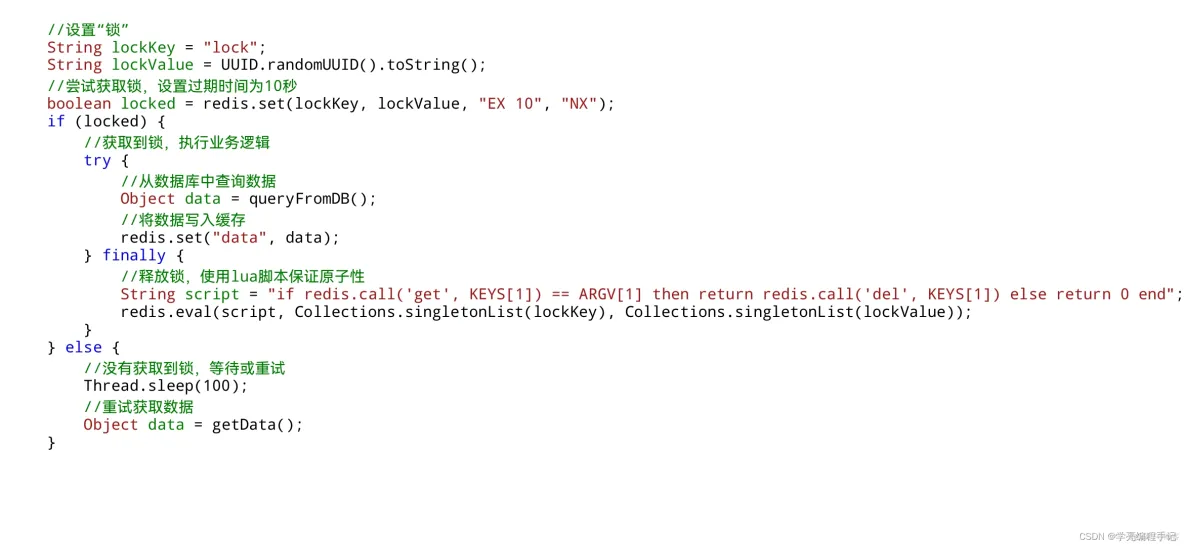 //设置“锁”
String lockKey = "lock";
String lockValue = UUID.randomUUID().toString();
//尝试获取锁，设置过期时间为10秒
boolean locked = redis.set(lockKey, lockValue, "EX 10", "NX");
if (locked) {
    //获取到锁，执行业务逻辑
    try {
        //从数据库中查询数据
        Object data = queryFromDB();
        //将数据写入缓存
        redis.set("data", data);
    } finally {
        //释放锁，使用lua脚本保证原子性
        String script = "if redis.call('get', KEYS[1]) == ARGV[1] then return redis.call('del', KEYS[1]) else return 0 end";
        redis.eval(script, Collections.singletonList(lockKey), Collections.singletonList(lockValue));
    }
} else {
    //没有获取到锁，等待或重试
    Thread.sleep(100);
    //重试获取数据
    Object data = getData();
}
CSDN @学亮编程手记